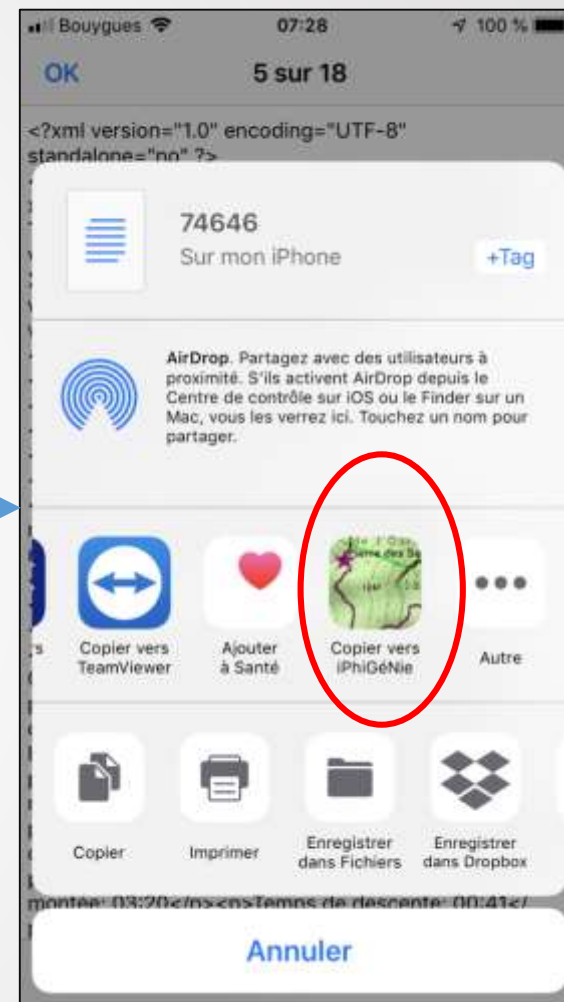 Bouygues 07:28 100 %
OK 5 sur 18
<?xml version="1.0" encoding="UTF-8"
standalone="no" ?>
74646
Sur mon iPhone
+Tag
AirDrop. Partagez avec des utilisateurs à
proximité. S'ils activent AirDrop depuis le
Centre de contrôle sur iOS ou le Finder sur un
Mac, vous les verrez ici. Touchez un nom pour
partager.
Copier vers
TeamViewer
Ajouter
à Santé
Copier vers
iPhiGéNie
Autre
Copier
Imprimer
Enregistrer
dans Fichiers
Enregistrer
dans Dropbox
montée: 03:20</p><p>Temps de descente: 00:41</
Annuler